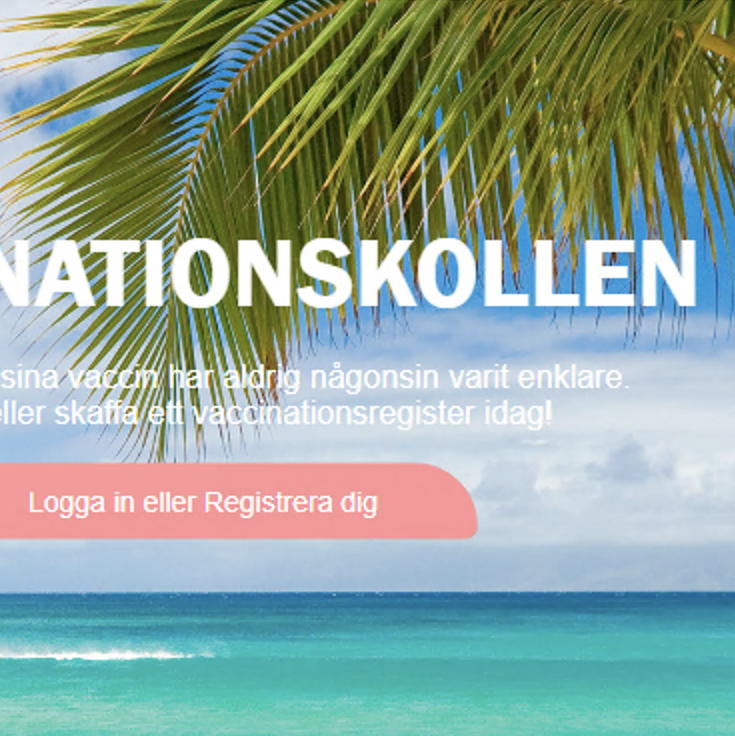 NATIONSKOLLEN
sina vaccin har aldrig någonsin varit enklare.
eller skaffa ett vaccinationsregister idag!
Logga in eller Registrera dig